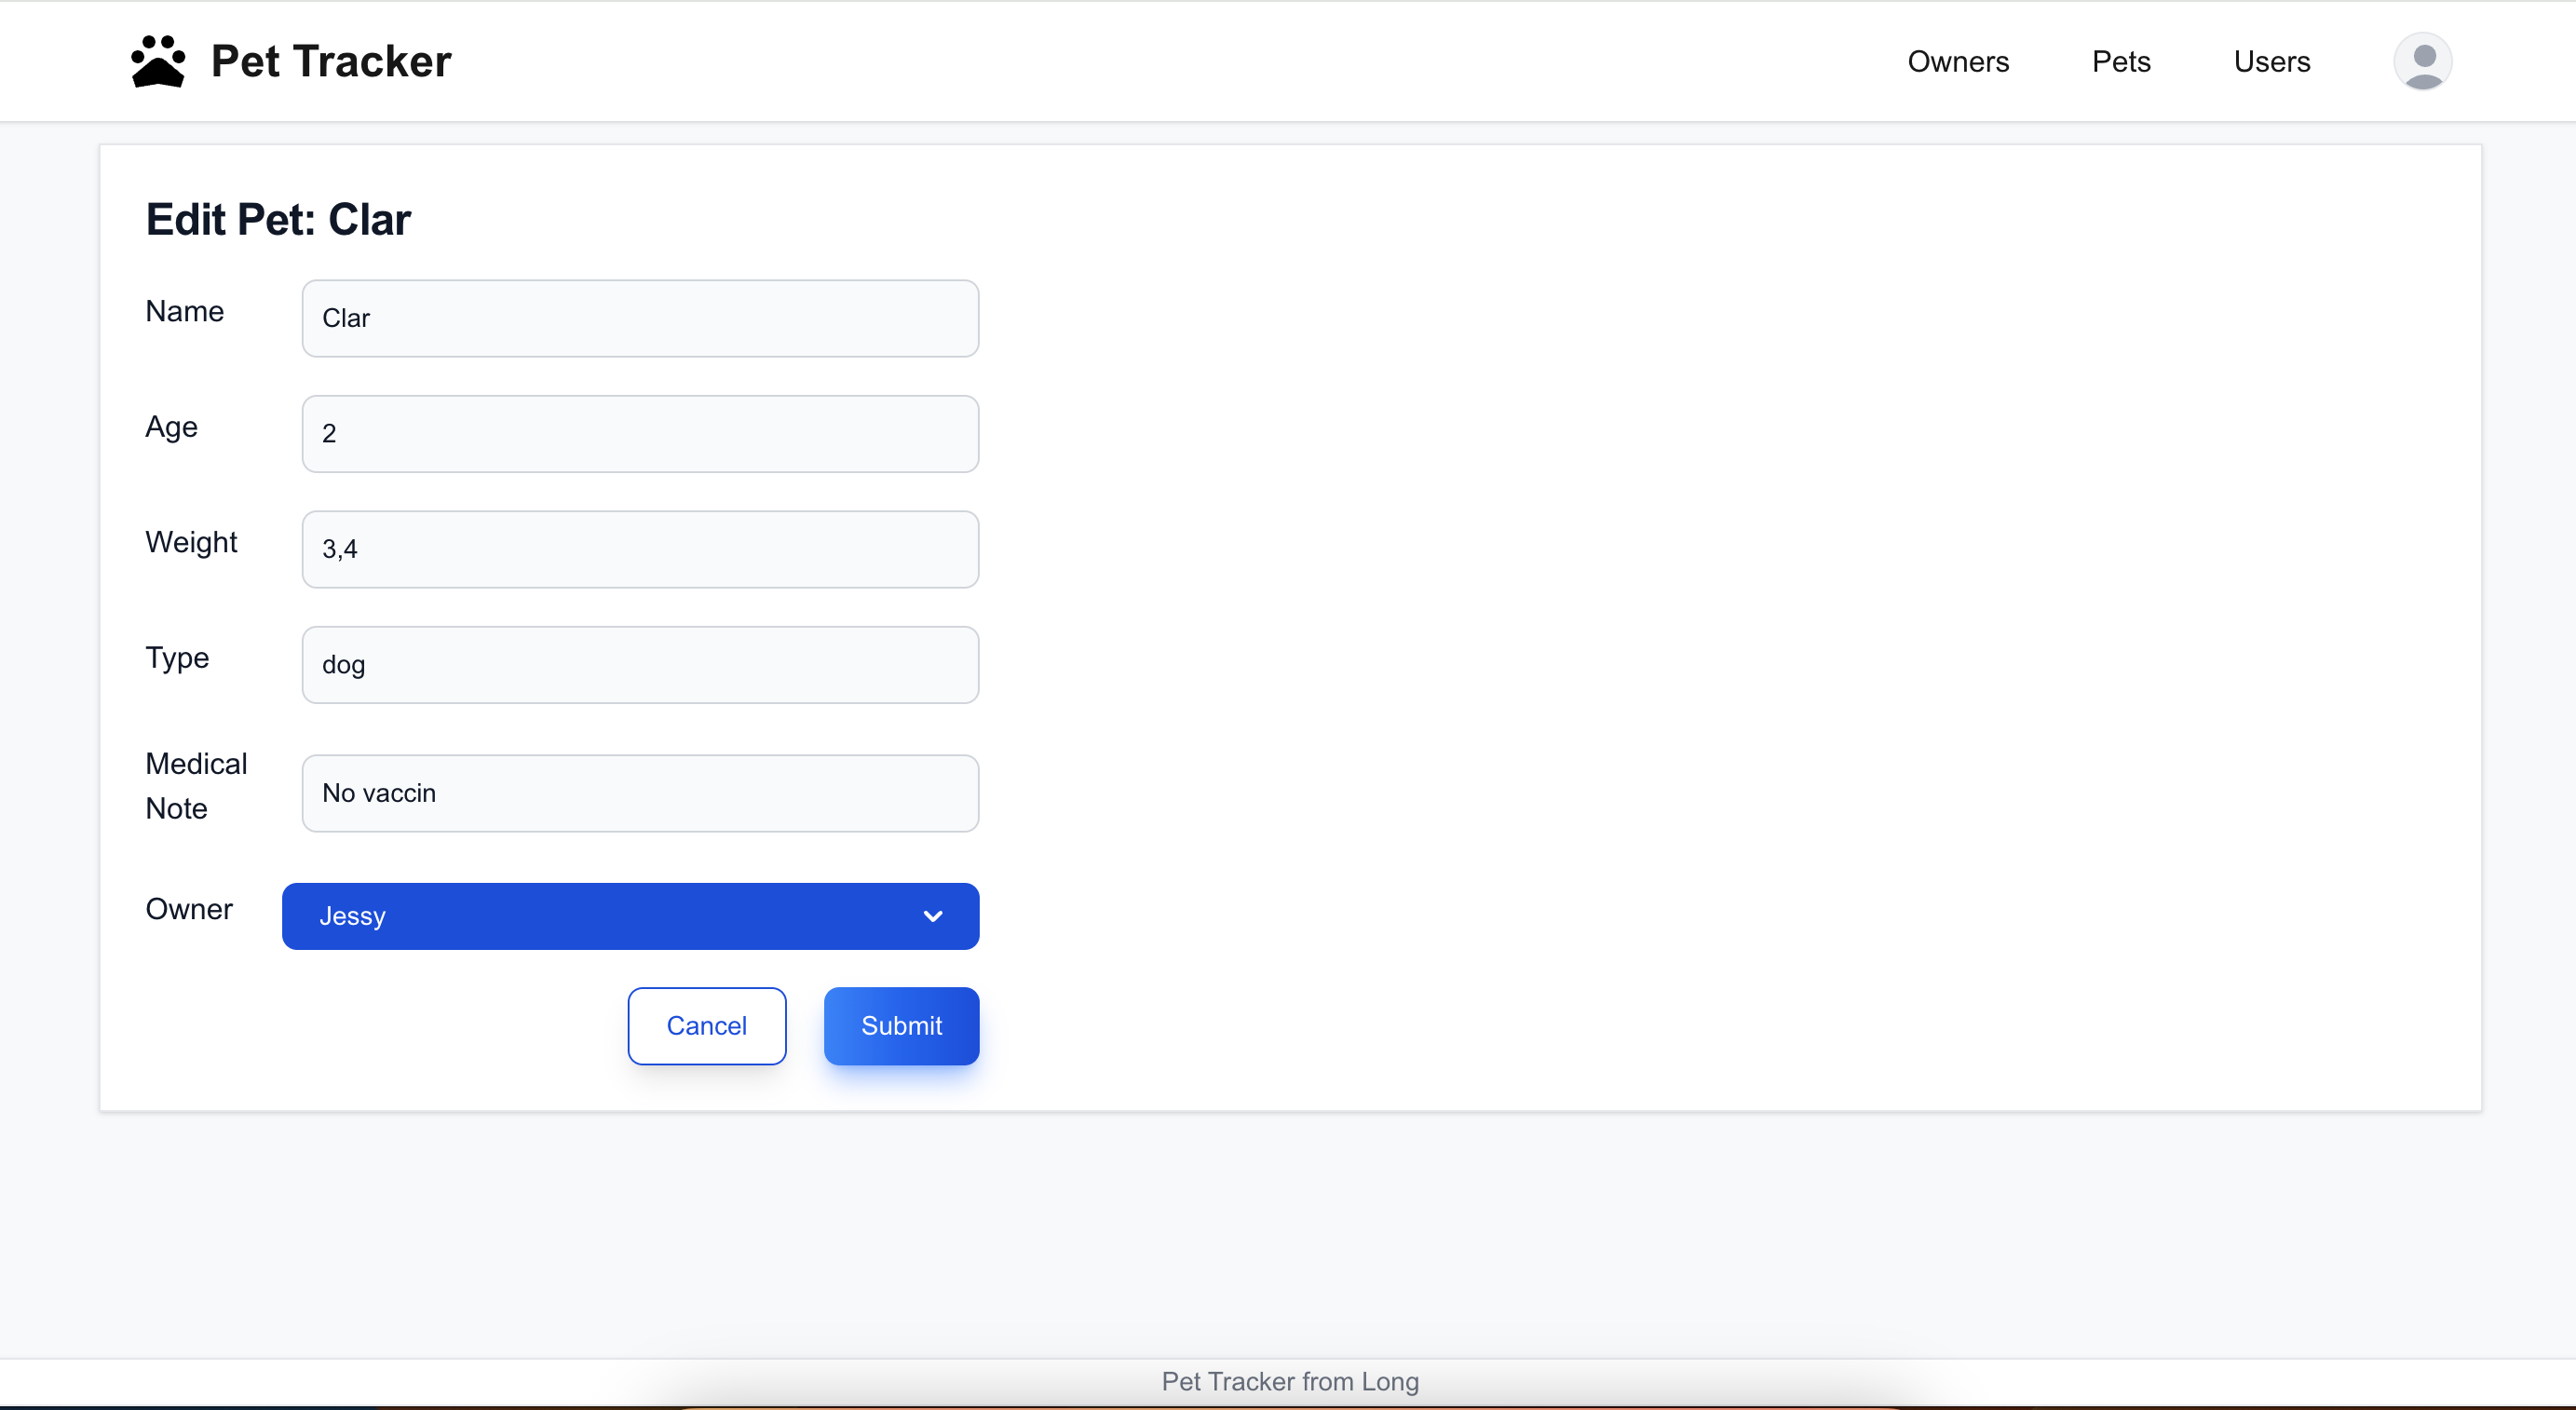 Pet Tracker
Owners
Pets
Users
Edit Pet: Clar
Name
Clar
Age
2
Weight
3,4
Type
dog
Medical
Note
No vaccin
Owner
Jessy
Cancel
Submit
Pet Tracker from Long